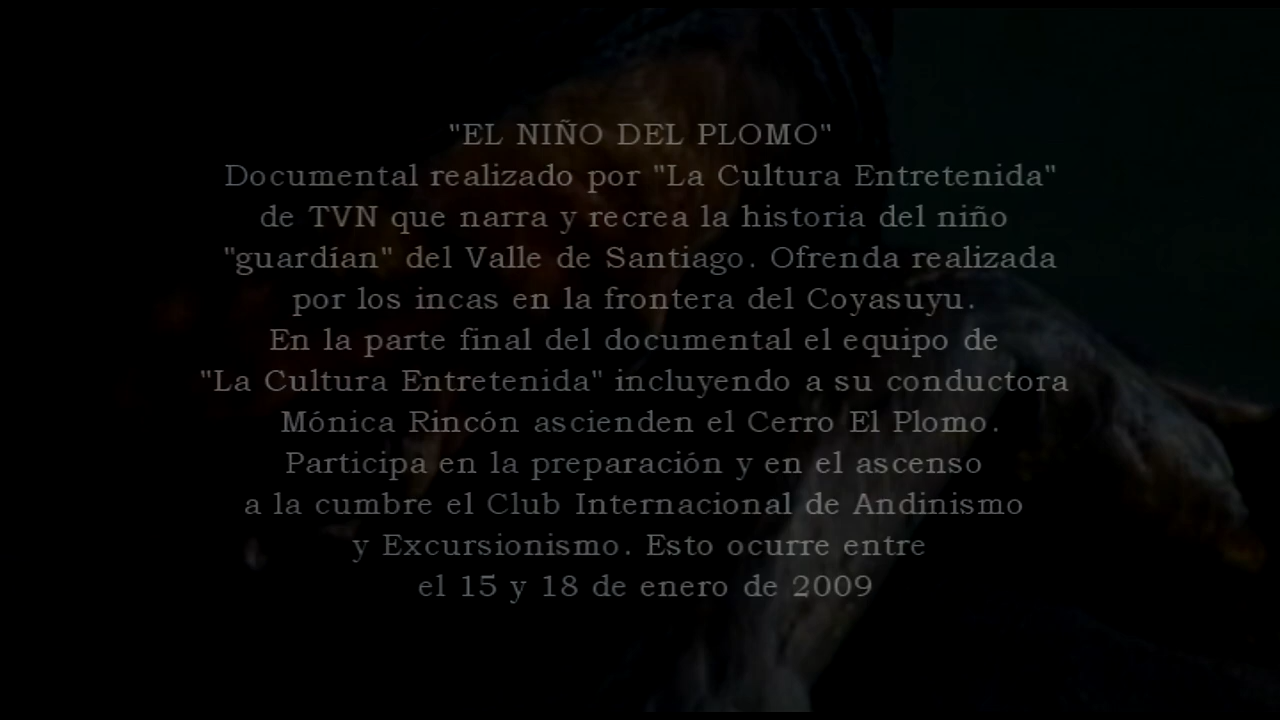 "EL NIÑO DEL PLOMO"
Documental realizado por "La Cultura Entretenida"
de TVN que narra y recrea la historia del niño
"guardían" del Valle de Santiago. Ofrenda realizada
por los incas en la frontera del Coyasuyu.
En la parte final del documental el equipo de
"La Cultura Entretenida" incluyendo a su conductora
Mónica Rincón ascienden el Cerro El Plomo.
Participa en la preparación y en el ascenso
a la cumbre el Club Internacional de Andinismo
y Excursionismo. Esto ocurre entre
el 15 y 18 de enero de 2009